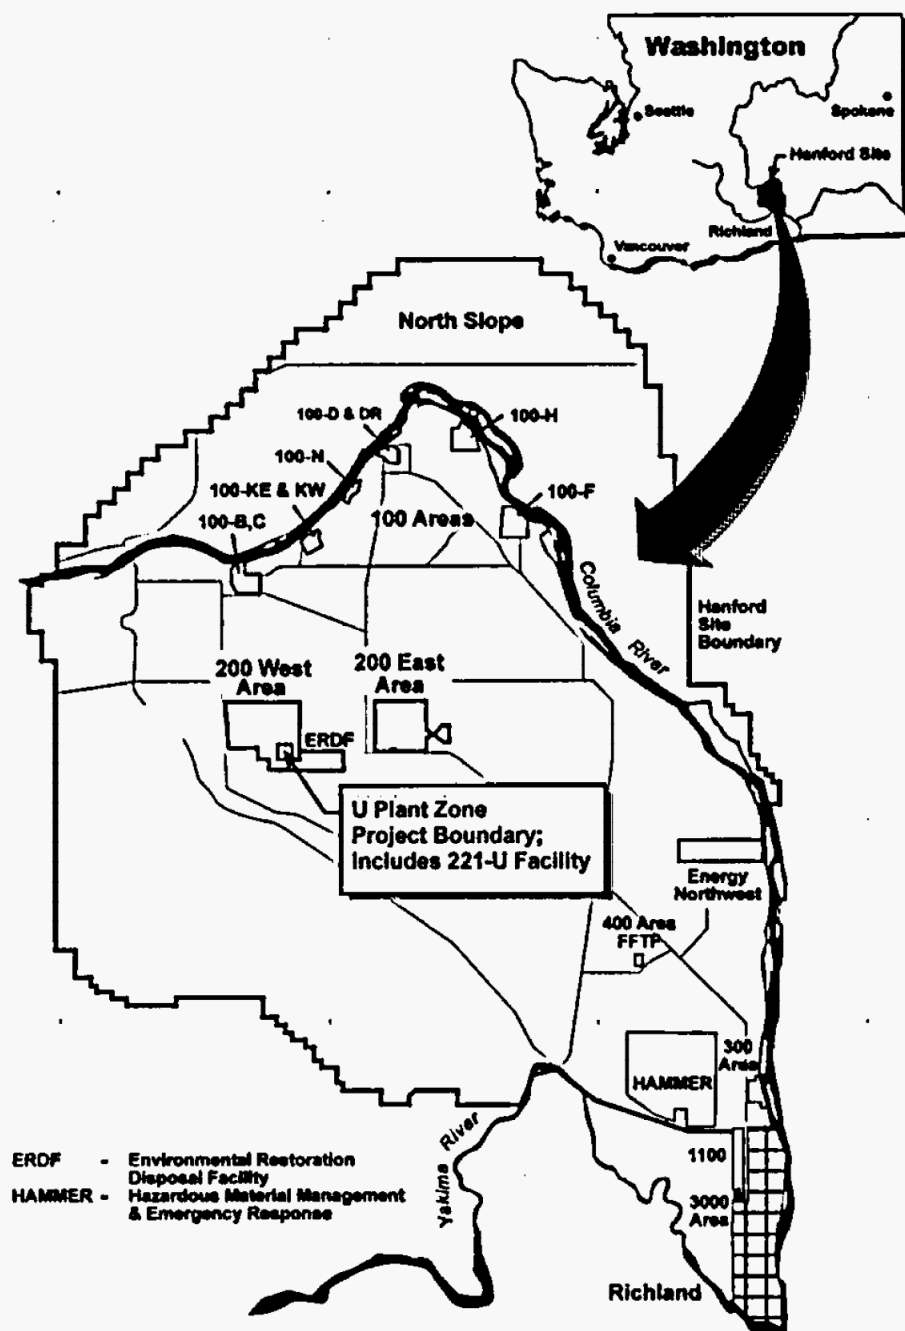 Washington
Seattle
Spokane
Hanford Site
Richland
Vancouver
North Slope
100-D & DR
100-H
100-N
100-KE & KW
100-F
100-B,C
100 Areas
Columbia River
Hanford
Site
Boundary
200 West
Area
200 East
Area
ERDF
U Plant Zone
Project Boundary;
Includes 221-U Facility
Energy
Northwest
400 Area
FFTF
300
Area
HAMMER
1100
3000
Area
Yakima River
Richland
ERDF - Environmental Restoration
Disposal Facility
HAMMER - Hazardous Material Management
& Emergency Response